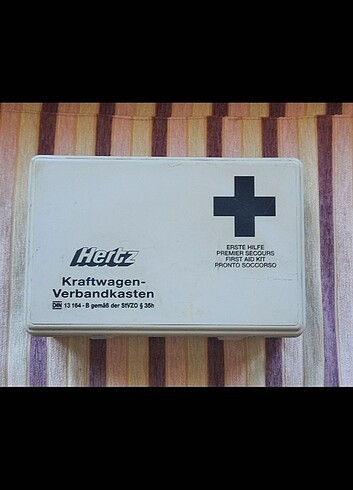 Hertz
Kraftwagen-
Verbandkasten
DIN 13 164 - B gemäß der StVZO § 35h
ERSTE HILFE
PREMIER SECOURS
FIRST AID KIT
PRONTO SOCCORSO